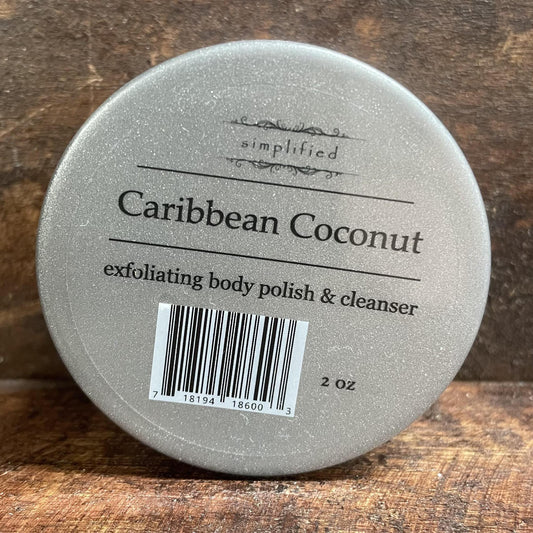 simplified
Caribbean Coconut
exfoliating body polish & cleanser
2 oz
7 18194 18600 3